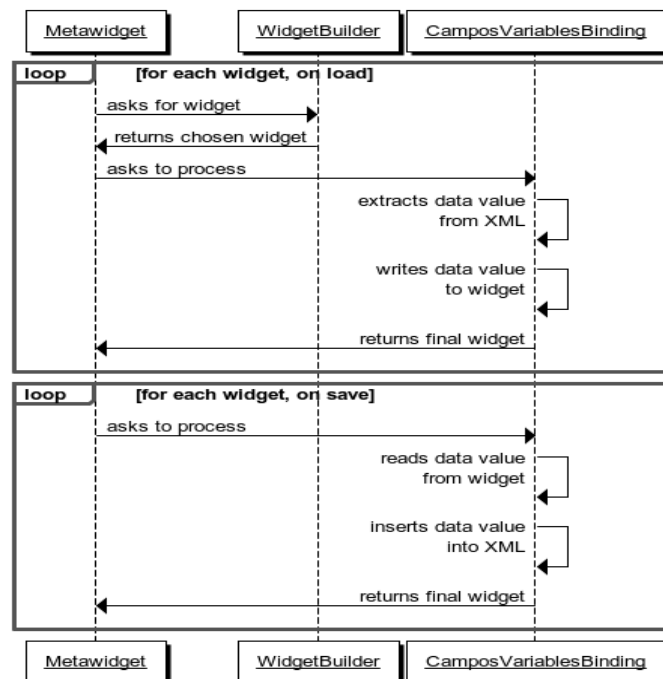 Metawidget WidgetBuilder CamposVariablesBinding
loop [for each widget, on load]
asks for widget
returns chosen widget
asks to process
extracts data value
from XML
writes data value
to widget
returns final widget
loop [for each widget, on save]
asks to process
reads data value
from widget
inserts data value
into XML
returns final widget
Metawidget WidgetBuilder CamposVariablesBinding